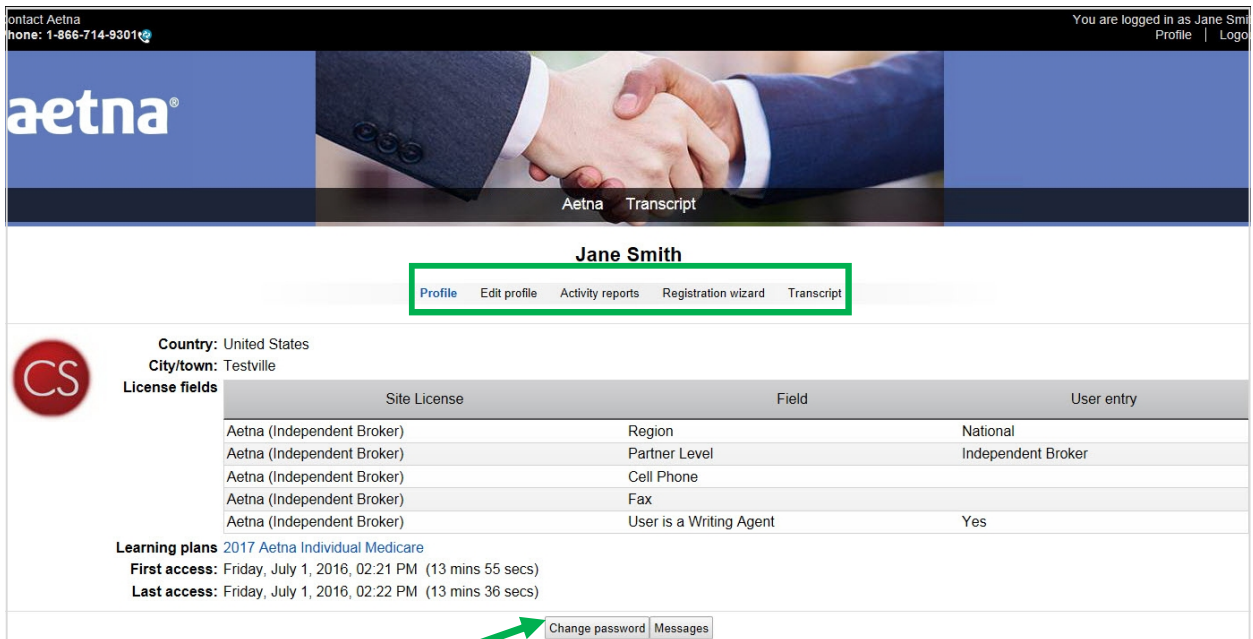 ontact Aetna
hone: 1-866-714-9301
You are logged in as Jane Smi
Profile | Logo
aetna®
Aetna Transcript
Jane Smith
Profile Edit profile Activity reports Registration wizard Transcript
CS
Country: United States
City/town: Testville
License fields
Site License Field User entry
Aetna (Independent Broker) Region National
Aetna (Independent Broker) Partner Level Independent Broker
Aetna (Independent Broker) Cell Phone
Aetna (Independent Broker) Fax
Aetna (Independent Broker) User is a Writing Agent Yes
Learning plans 2017 Aetna Individual Medicare
First access: Friday, July 1, 2016, 02:21 PM (13 mins 55 secs)
Last access: Friday, July 1, 2016, 02:22 PM (13 mins 36 secs)
Change password Messages